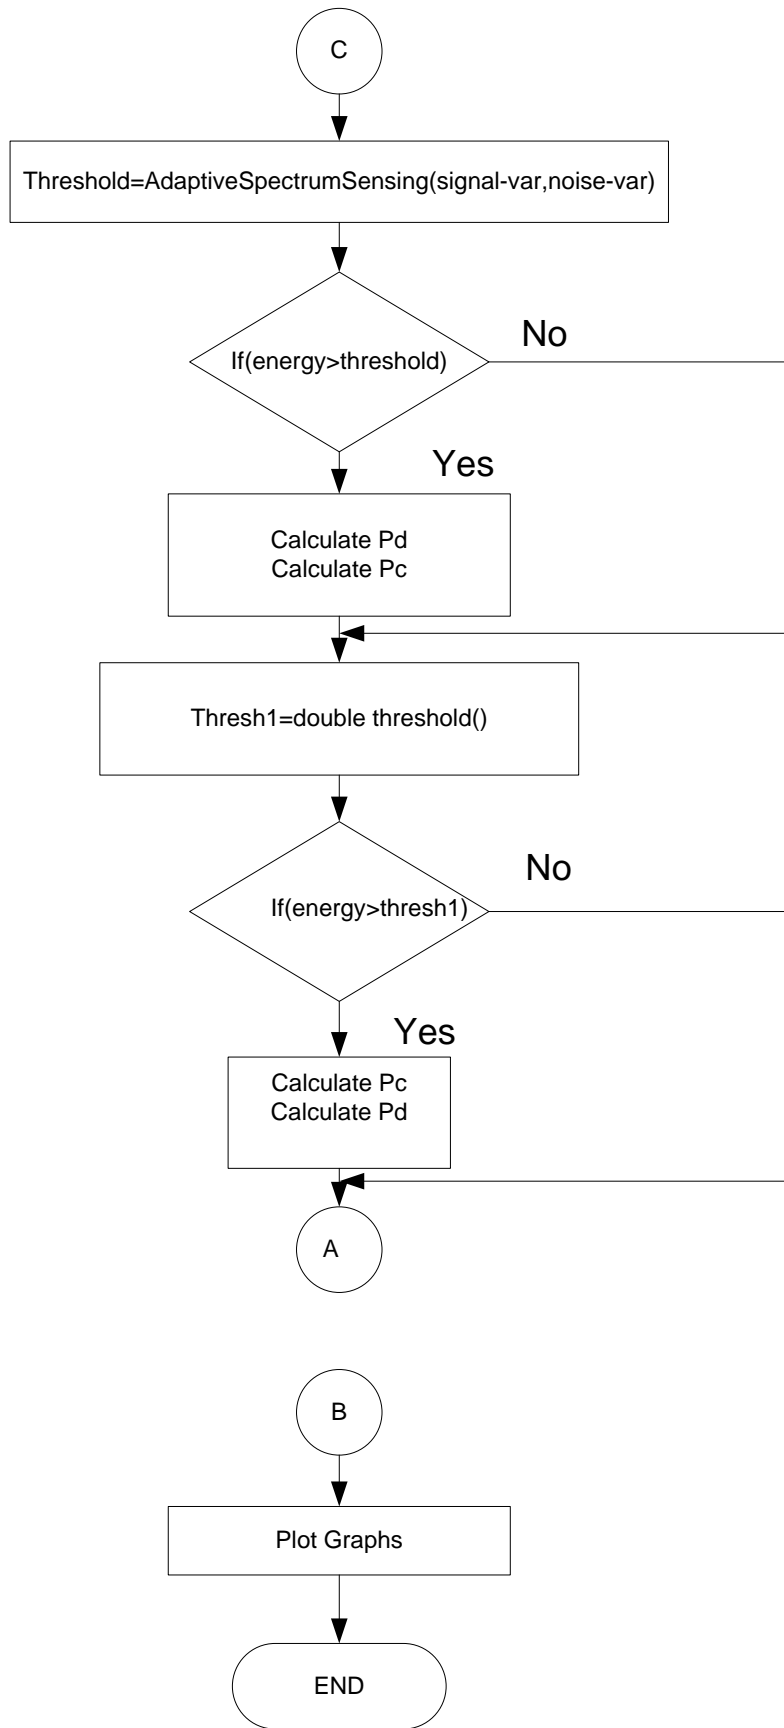 C
Threshold=AdaptiveSpectrumSensing(signal-var,noise-var)
No
If(energy>threshold)
Yes
Calculate Pd
Calculate Pc
Thresh1=double threshold()
No
If(energy>thresh1)
Yes
Calculate Pc
Calculate Pd
A
B
Plot Graphs
END